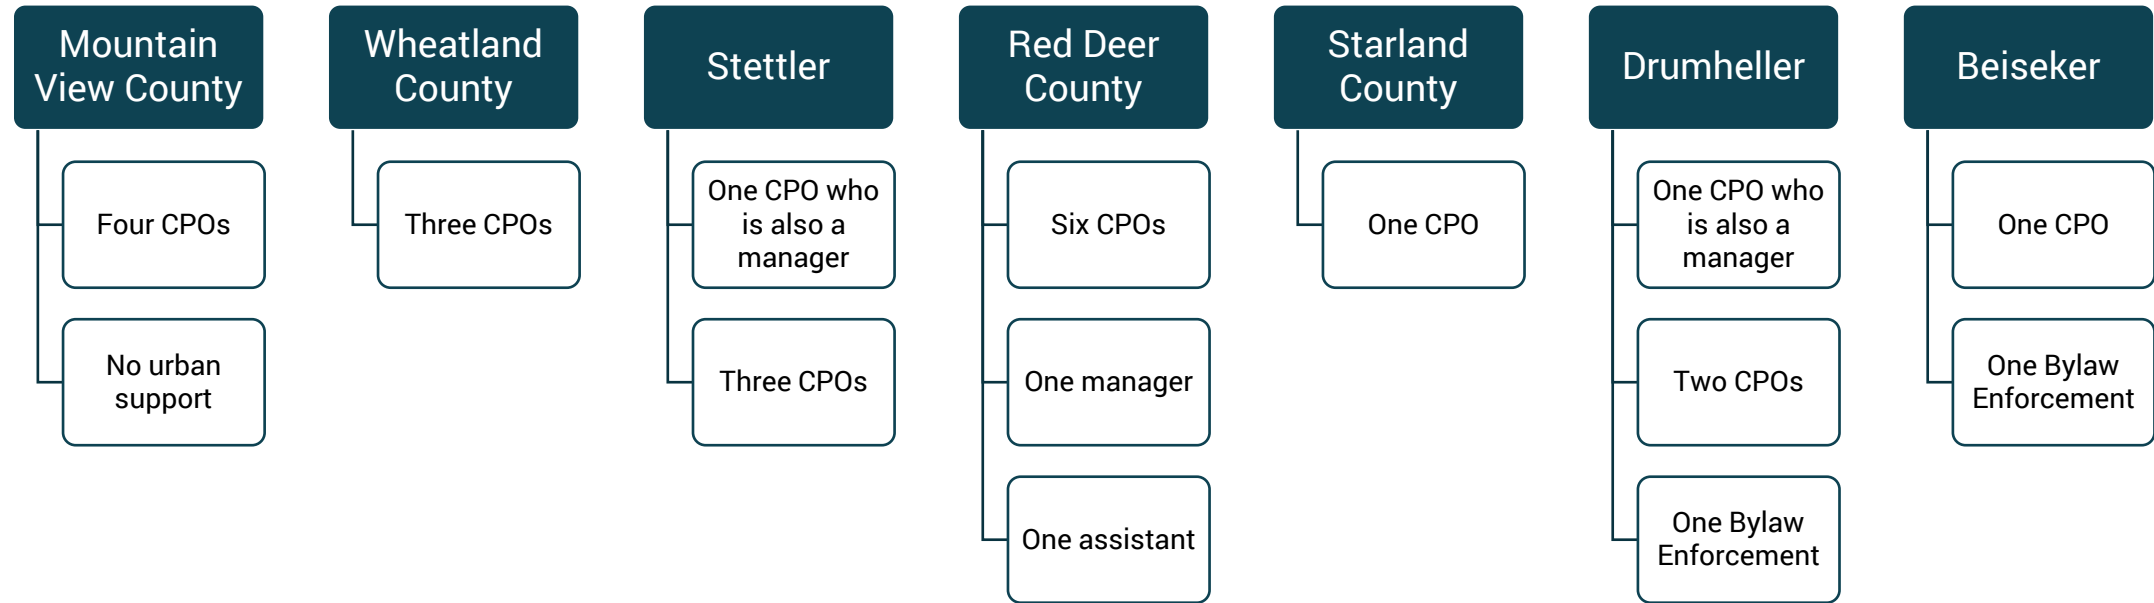 Mountain
View County
Four CPOs
No urban
support
Wheatland
County
Three CPOs
Stettler
One CPO who
is also a
manager
Three CPOs
Red Deer
County
Six CPOs
One manager
One assistant
Starland
County
One CPO
Drumheller
One CPO who
is also a
manager
Two CPOs
One Bylaw
Enforcement
Beiseker
One CPO
One Bylaw
Enforcement